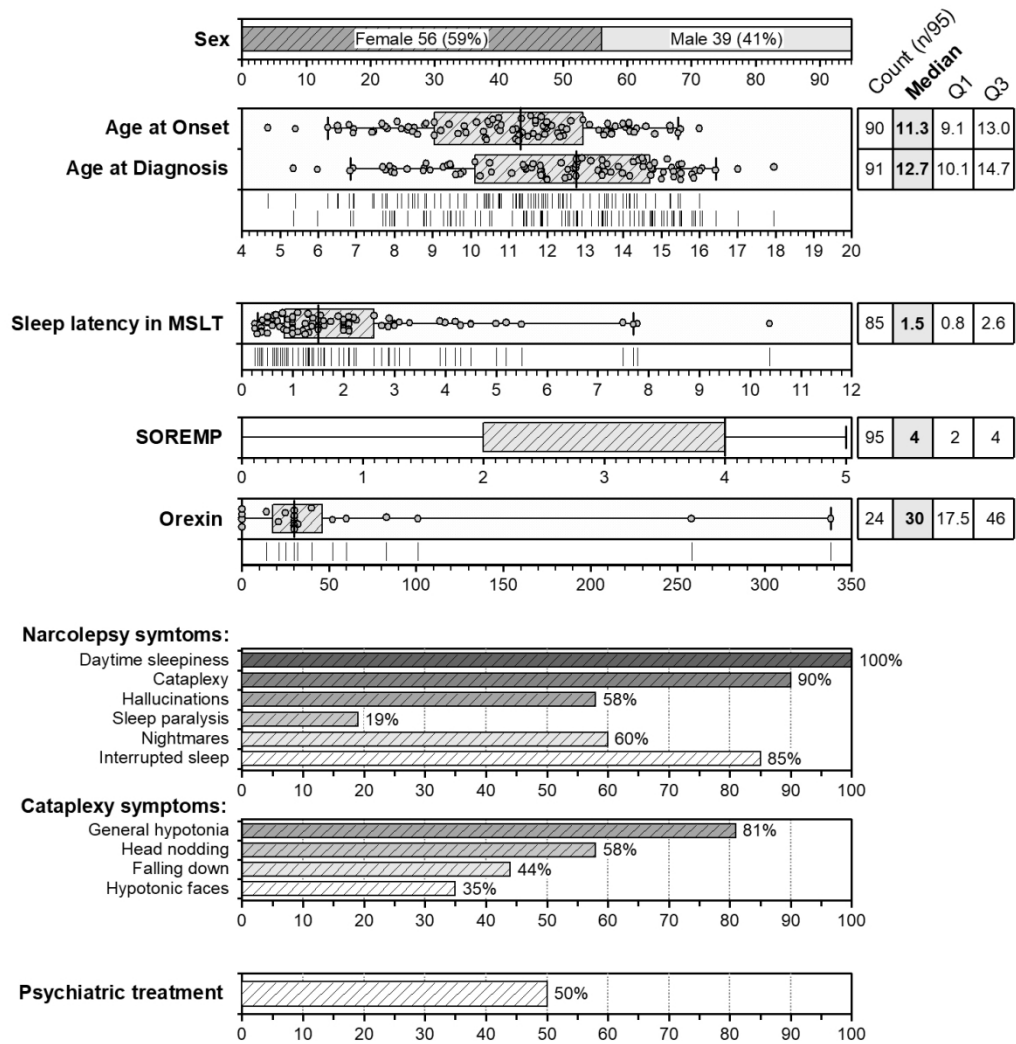 Count (n/95) Median Q1 Q3
Sex Female 56 (59%) Male 39 (41%)
0 10 20 30 40 50 60 70 80 90
Age at Onset 90 11.3 9.1 13.0
Age at Diagnosis 91 12.7 10.1 14.7
4 5 6 7 8 9 10 11 12 13 14 15 16 17 18 19 20
Sleep latency in MSLT 85 1.5 0.8 2.6
0 1 2 3 4 5 6 7 8 9 10 11 12
SOREMP 95 4 2 4
0 1 2 3 4 5
Orexin 24 30 17.5 46
0 50 100 150 200 250 300 350
Narcolepsy symtoms:
Daytime sleepiness 100%
Cataplexy 90%
Hallucinations 58%
Sleep paralysis 19%
Nightmares 60%
Interrupted sleep 85%
0 10 20 30 40 50 60 70 80 90 100
Cataplexy symptoms:
General hypotonia 81%
Head nodding 58%
Falling down 44%
Hypotonic faces 35%
0 10 20 30 40 50 60 70 80 90 100
Psychiatric treatment 50%
0 10 20 30 40 50 60 70 80 90 100